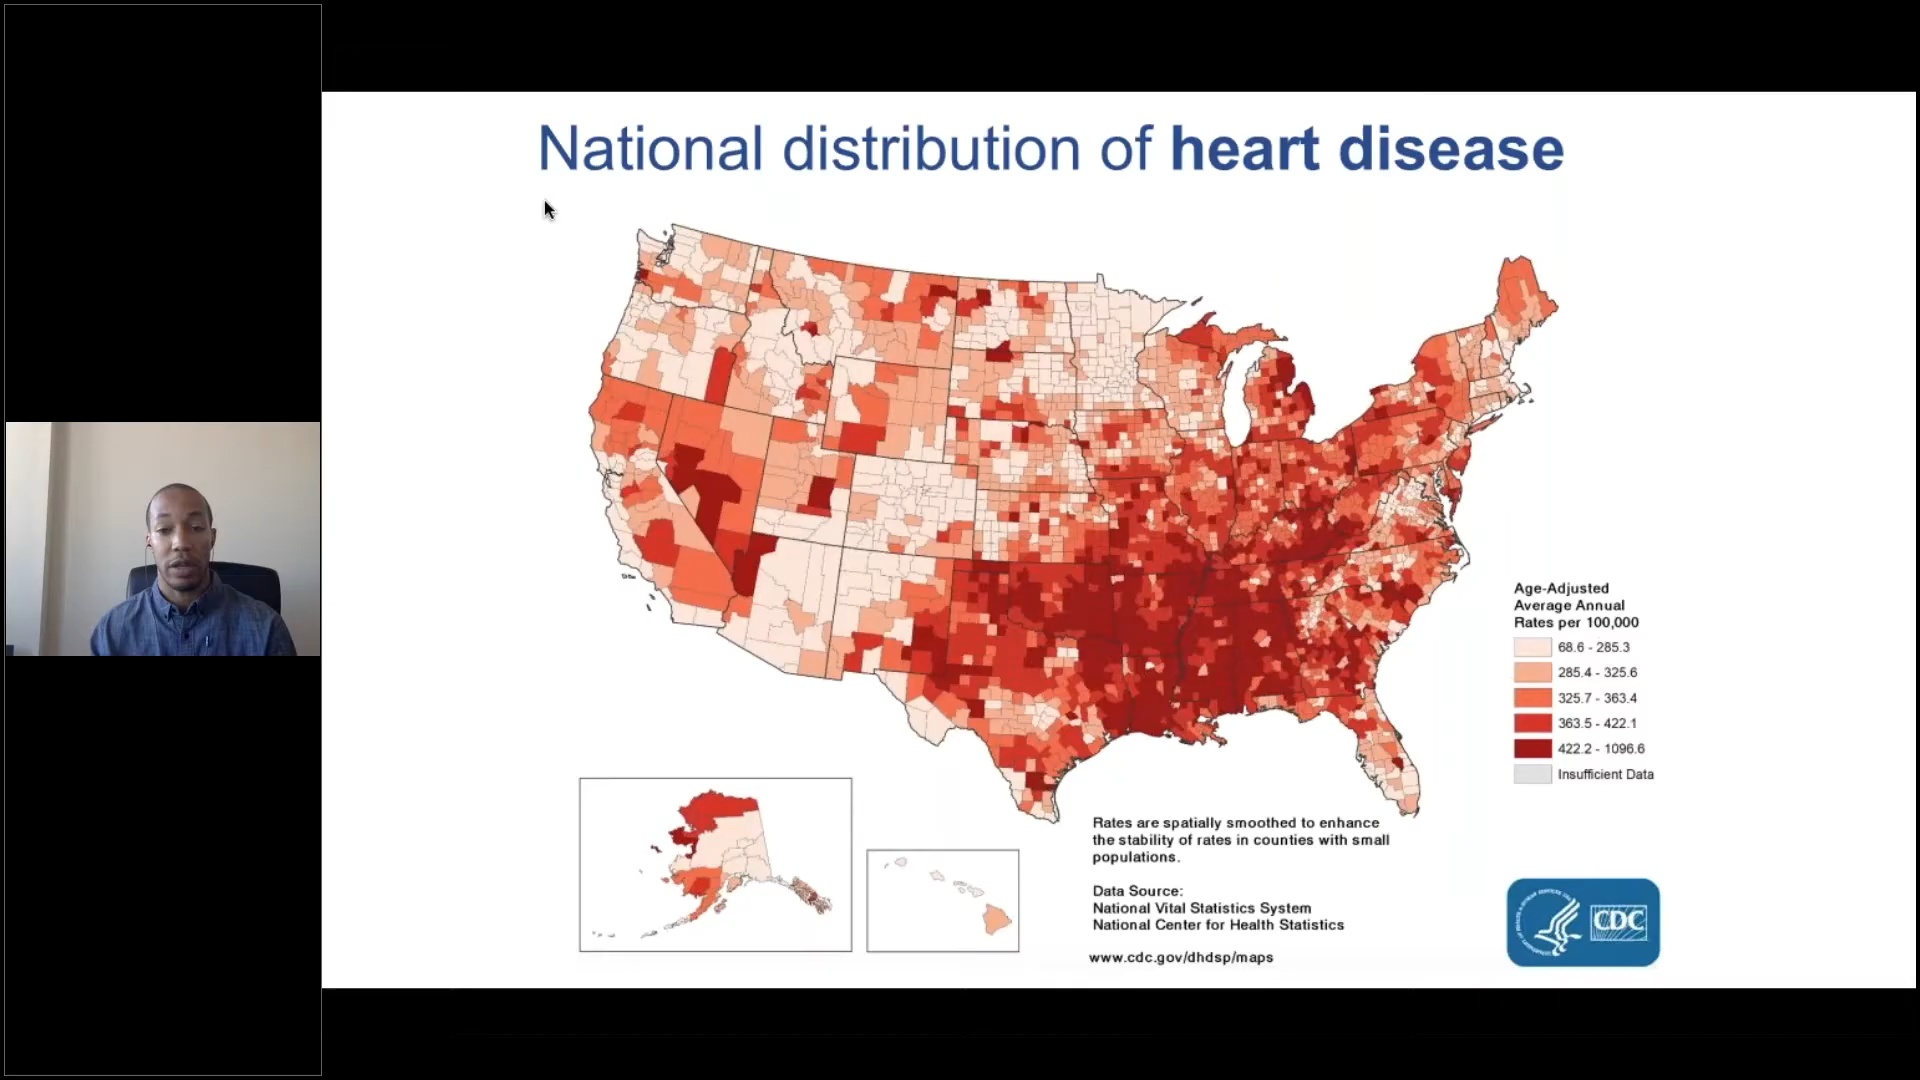 National distribution of heart disease
Age-Adjusted
Average Annual
Rates per 100,000
68.6 - 285.3
285.4 - 325.6
325.7 - 363.4
363.5 - 422.1
422.2 - 1096.6
Insufficient Data
Rates are spatially smoothed to enhance
the stability of rates in counties with small
populations.
Data Source:
National Vital Statistics System
National Center for Health Statistics
www.cdc.gov/dhdsp/maps
CDC